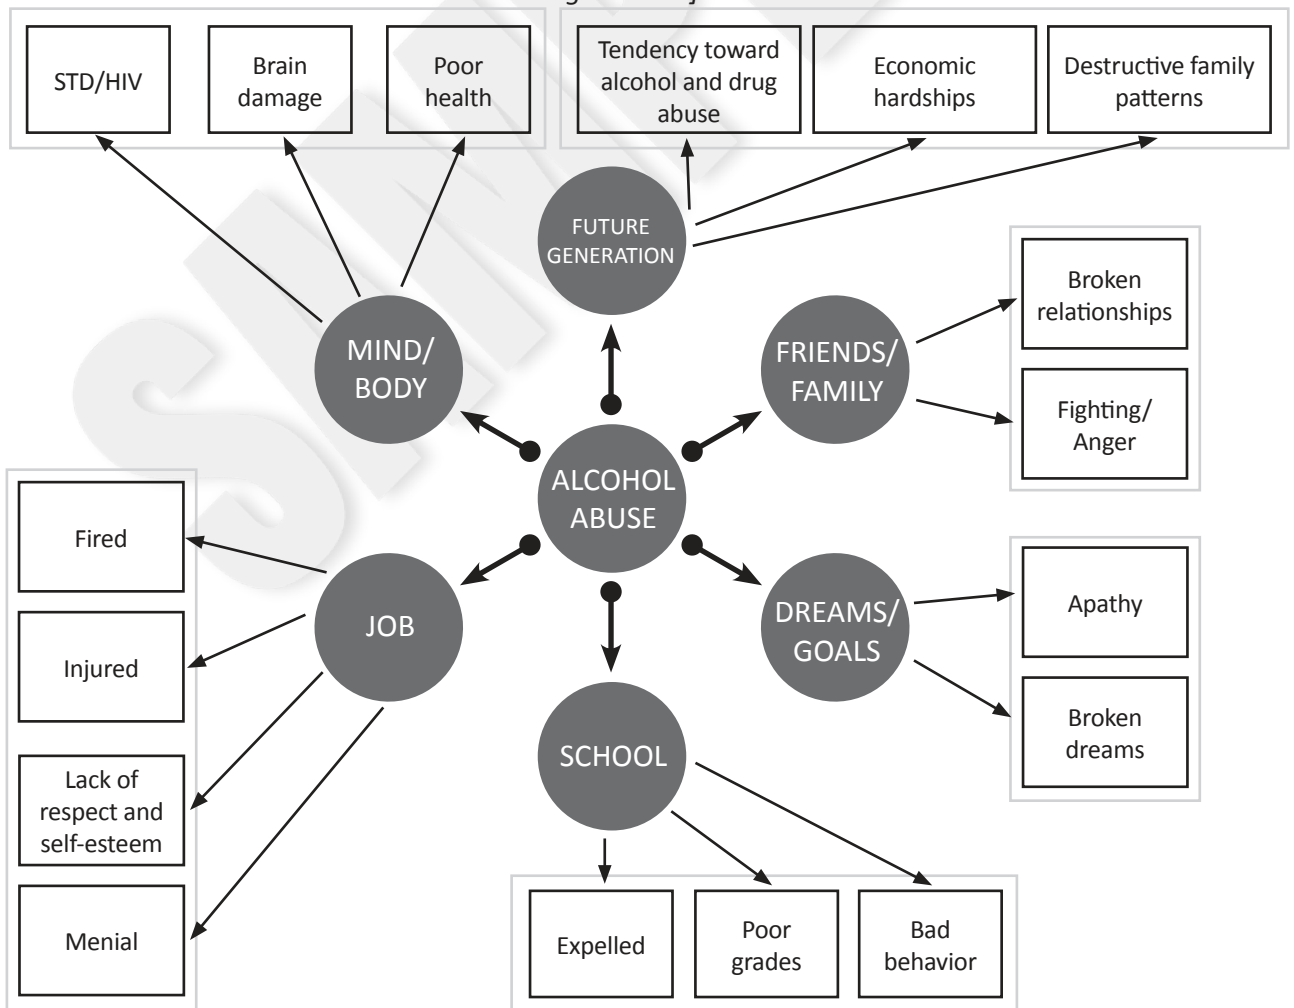 STD/HIV
Brain
damage
Poor
health
Tendency toward
alcohol and drug
abuse
Economic
hardships
Destructive family
patterns
FUTURE
GENERATION
MIND/
BODY
FRIENDS/
FAMILY
Broken
relationships
Fighting/
Anger
ALCOHOL
ABUSE
Fired
Injured
Lack of
respect and
self-esteem
Menial
JOB
DREAMS/
GOALS
Apathy
Broken
dreams
SCHOOL
Expelled
Poor
grades
Bad
behavior